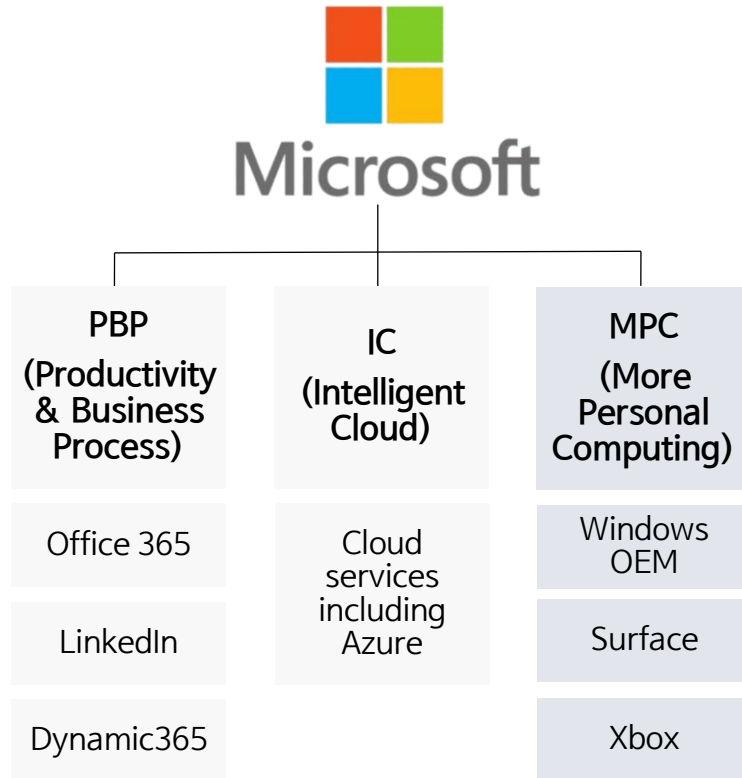 Microsoft
PBP
(Productivity
& Business
Process)
IC
(Intelligent
Cloud)
MPC
(More
Personal
Computing)
Office 365
LinkedIn
Dynamic365
Cloud
services
including
Azure
Windows
OEM
Surface
Xbox